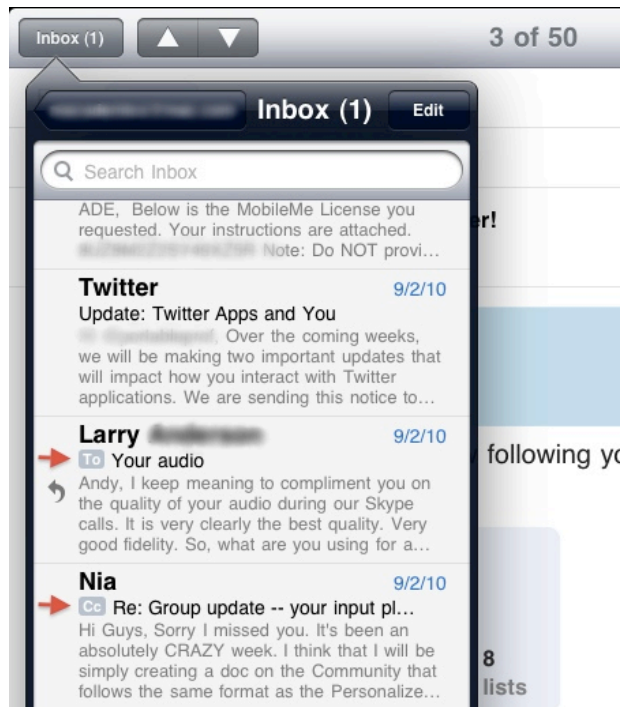 Inbox (1)
3 of 50
Inbox (1)
Edit
Search Inbox
ADE, Below is the MobileMe License you
requested. Your instructions are attached.
Note: Do NOT provi...
er!
Twitter
9/2/10
Update: Twitter Apps and You
Over the coming weeks,
we will be making two important updates that
will impact how you interact with Twitter
applications. We are sending this notice to...
Larry
9/2/10
To Your audio
following yo
Andy, I keep meaning to compliment you on
the quality of your audio during our Skype
calls. It is very clearly the best quality. Very
good fidelity. So, what are you using for a...
Nia
9/2/10
Cc Re: Group update -- your input pl...
Hi Guys, Sorry I missed you. It's been an
absolutely CRAZY week. I think that I will be
simply creating a doc on the Community that
follows the same format as the Personalize...
8
lists